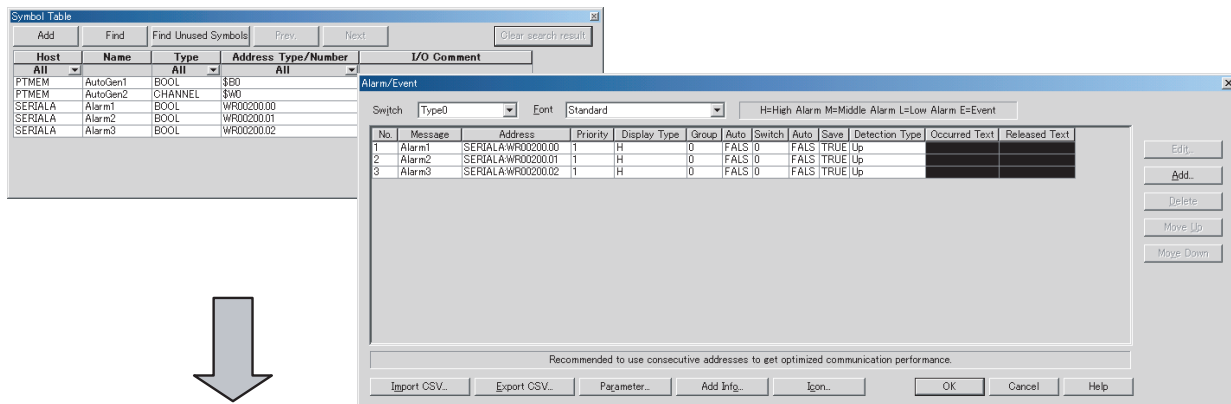 Symbol Table
Add Find Find Unused Symbols Prev. Next Clear search result
Host Name Type Address Type/Number I/O Comment
All All All
PTMEM AutoGen1 BOOL $B0
PTMEM AutoGen2 CHANNEL $W0
SERIALA Alarm1 BOOL WR00200.00
SERIALA Alarm2 BOOL WR00200.01
SERIALA Alarm3 BOOL WR00200.02
Alarm/Event
Switch Type0 Font Standard H=High Alarm M=Middle Alarm L=Low Alarm E=Event
No. Message Address Priority Display Type Group Auto Switch Auto Save Detection Type Occurred Text Released Text
1 Alarm1 SERIALA:WR00200.00 1 H 0 FALS 0 FALS TRUE Up
2 Alarm2 SERIALA:WR00200.01 1 H 0 FALS 0 FALS TRUE Up
3 Alarm3 SERIALA:WR00200.02 1 H 0 FALS 0 FALS TRUE Up
Edit...
Add...
Delete
Move Up
Move Down
Recommended to use consecutive addresses to get optimized communication performance.
Import CSV... Export CSV... Parameter... Add Info... Icon... OK Cancel Help